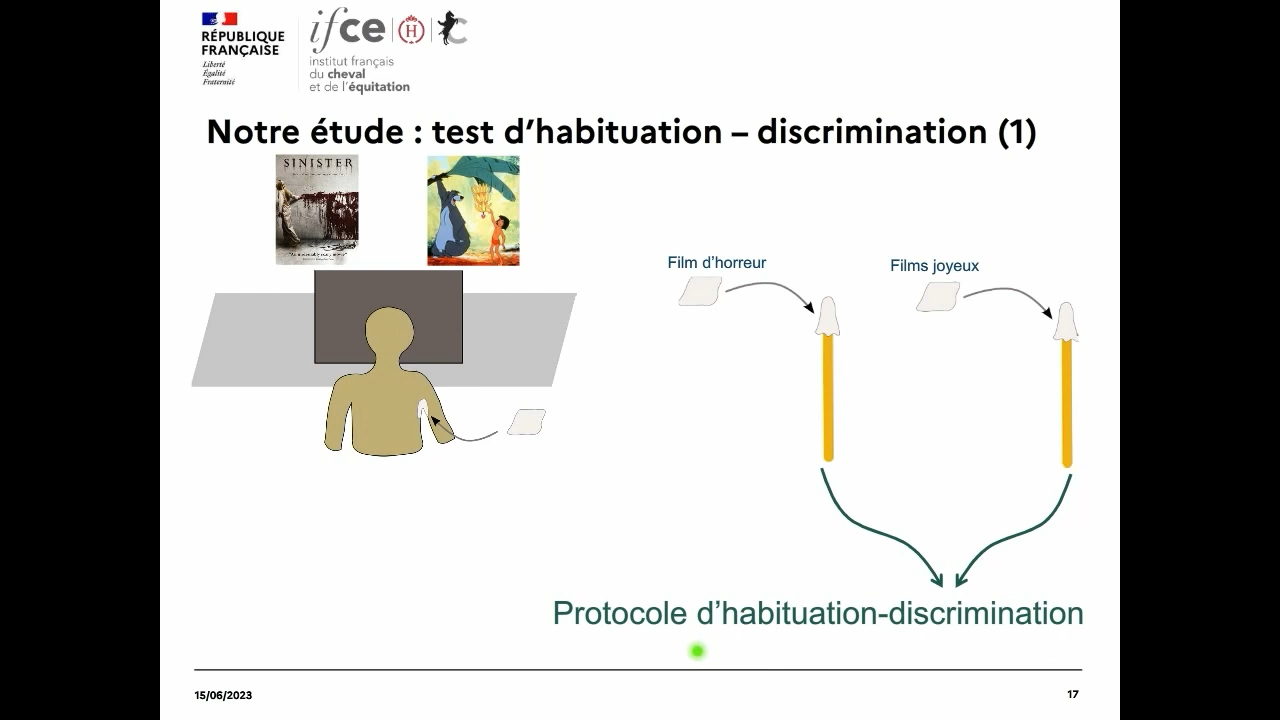 RÉPUBLIQUE
FRANÇAISE
Liberté
Égalité
Fraternité
ifce
H
institut français
du cheval
et de l'équitation
Notre étude : test d'habituation – discrimination (1)
SINISTER
Film d'horreur
Films joyeux
Protocole d'habituation-discrimination
15/06/2023
17